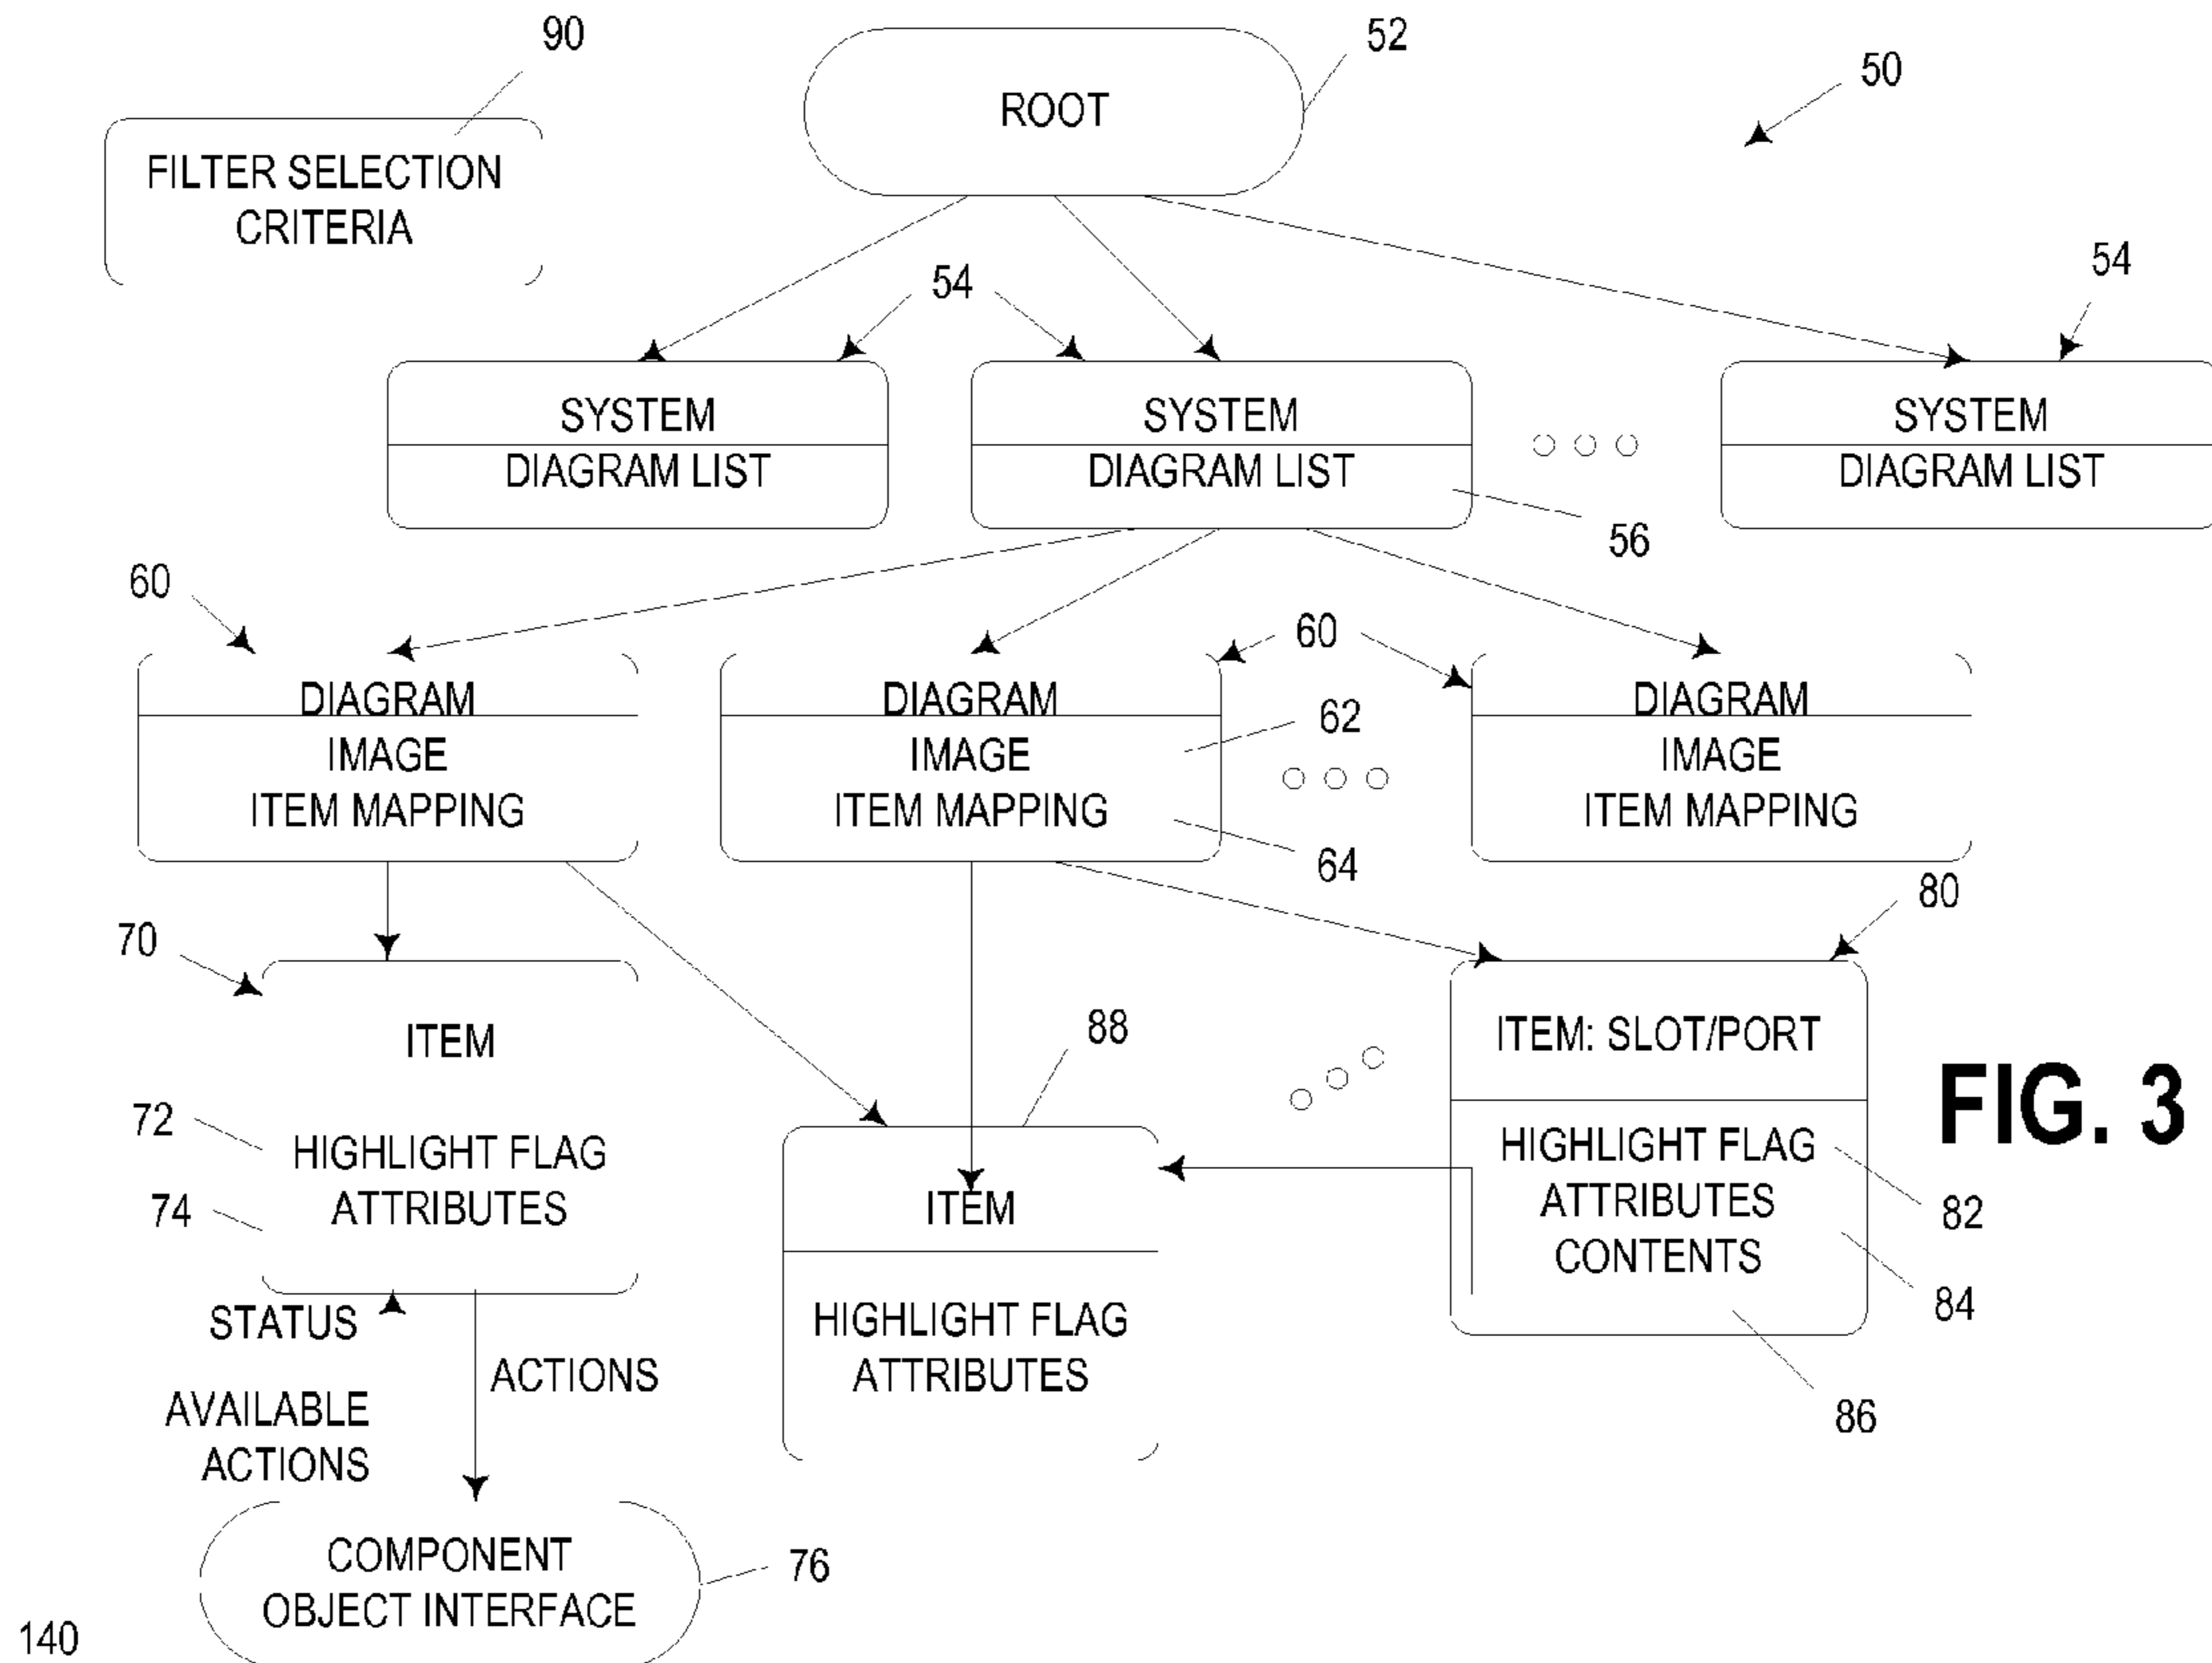 90
52
50
ROOT
FILTER SELECTION
CRITERIA
54
54
SYSTEM
DIAGRAM LIST
SYSTEM
DIAGRAM LIST
SYSTEM
DIAGRAM LIST
56
60
60
DIAGRAM
IMAGE
ITEM MAPPING
DIAGRAM
IMAGE
ITEM MAPPING
62
64
DIAGRAM
IMAGE
ITEM MAPPING
80
70
ITEM
72
HIGHLIGHT FLAG
ATTRIBUTES
74
88
ITEM
HIGHLIGHT FLAG
ATTRIBUTES
ITEM: SLOT/PORT
HIGHLIGHT FLAG
ATTRIBUTES
CONTENTS
82
84
86
FIG. 3
STATUS
ACTIONS
AVAILABLE
ACTIONS
COMPONENT
OBJECT INTERFACE
76
140